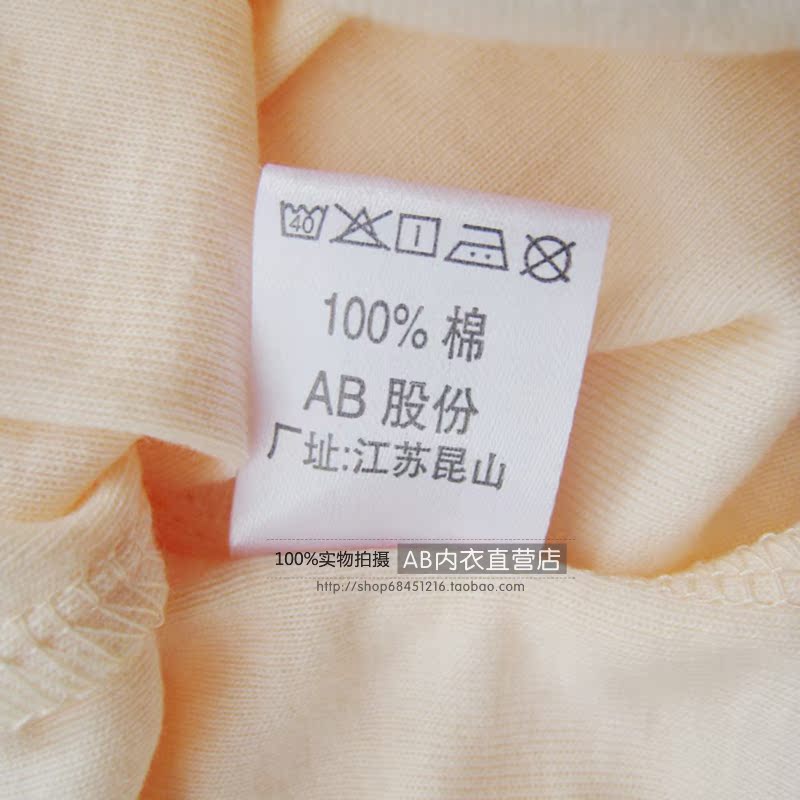 40
100% 棉
AB 股份
厂址:江苏昆山
100%实物拍摄 AB内衣直营店
http://shop68451216.taobao.com